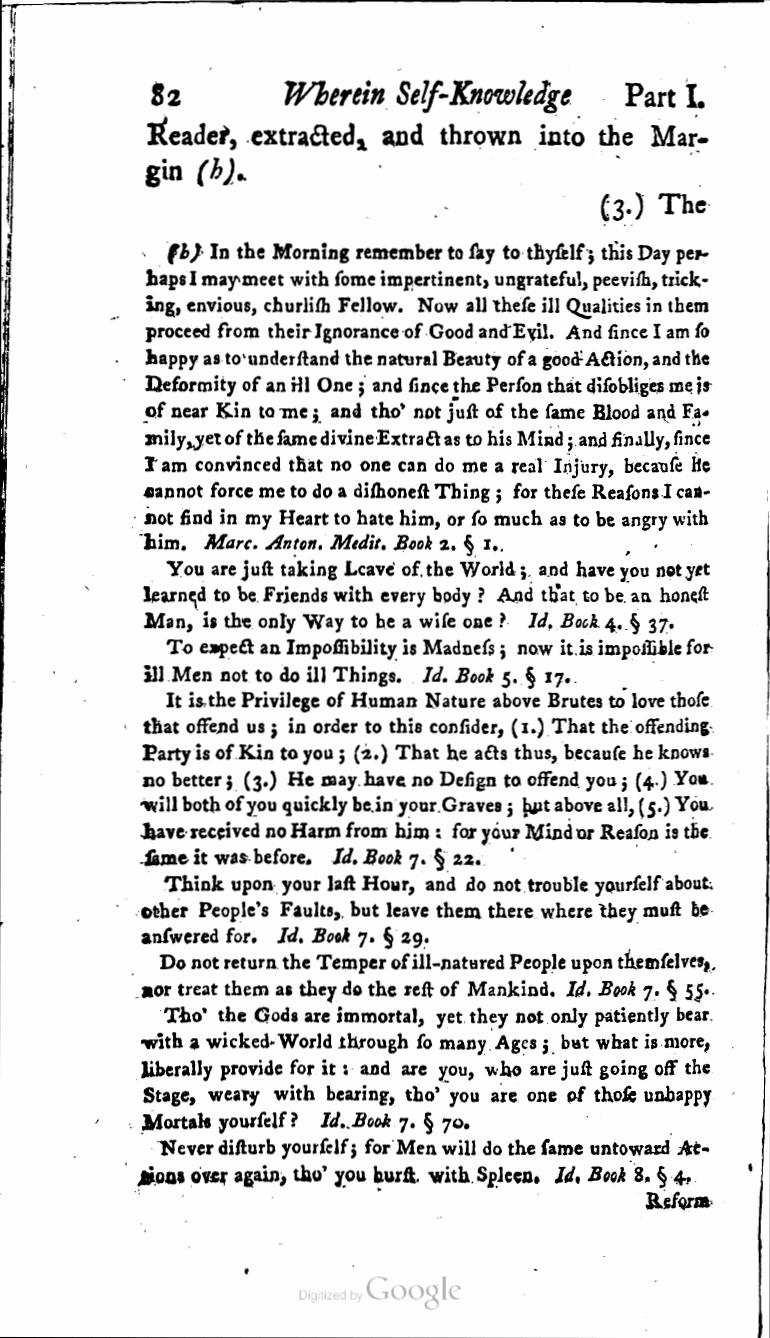 82 Wherein Self-Knowledge Part I.
Reader, extracted, and thrown into the Mar-
gin (b).
(3.) The
(b) In the Morning remember to ſay to thyſelf; this Day per-
haps I may meet with ſome impertinent, ungrateful, peeviſh, trick-
ing, envious, churliſh Fellow. Now all theſe ill Qualities in them
proceed from their Ignorance of Good and Evil. And ſince I am ſo
happy as to underſtand the natural Beauty of a good Action, and the
Deformity of an ill One; and ſince the Perſon that diſobliges me is
of near Kin to me; and tho' not juſt of the ſame Blood and Fa-
mily, yet of the ſame divine Extract as to his Mind; and finally, ſince
I am convinced that no one can do me a real Injury, becauſe he
cannot force me to do a diſhoneſt Thing; for theſe Reaſons I can-
not find in my Heart to hate him, or ſo much as to be angry with
him. Marc. Anton. Medit. Book 2. § 1.
You are juſt taking Leave of the World; and have you not yet
learned to be Friends with every body? And that to be an honeſt
Man, is the only Way to be a wiſe one? Id. Book 4. § 37.
To expect an Impoſſibility is Madneſs; now it is impoſſible for
ill Men not to do ill Things. Id. Book 5. § 17.
It is the Privilege of Human Nature above Brutes to love thoſe
that offend us; in order to this conſider, (1.) That the offending
Party is of Kin to you; (2.) That he acts thus, becauſe he knows
no better; (3.) He may have no Deſign to offend you; (4.) You
will both of you quickly be in your Graves; but above all, (5.) You
have received no Harm from him: for your Mind or Reaſon is the
ſame it was before. Id. Book 7. § 22.
Think upon your laſt Hour, and do not trouble yourſelf about
other People's Faults, but leave them there where they muſt be
anſwered for. Id. Book 7. § 29.
Do not return the Temper of ill-natured People upon themſelves,
nor treat them as they do the reſt of Mankind. Id. Book 7. § 55.
Tho' the Gods are immortal, yet they not only patiently bear
with a wicked World through ſo many Ages; but what is more,
liberally provide for it: and are you, who are juſt going off the
Stage, weary with bearing, tho' you are one of thoſe unhappy
Mortals yourſelf? Id. Book 7. § 70.
Never diſturb yourſelf; for Men will do the ſame untoward Ac-
tions over again, tho' you burſt with Spleen. Id. Book 8. § 4.
Reform
Digitized by Google